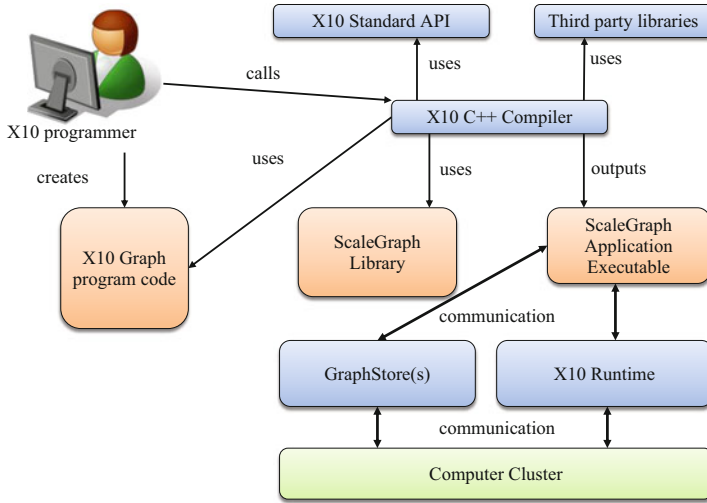 X10 Standard API
Third party libraries
uses
uses
calls
X10 C++ Compiler
X10 programmer
creates
uses
uses
outputs
X10 Graph
program code
ScaleGraph
Library
ScaleGraph
Application
Executable
communication
GraphStore(s)
X10 Runtime
communication
Computer Cluster